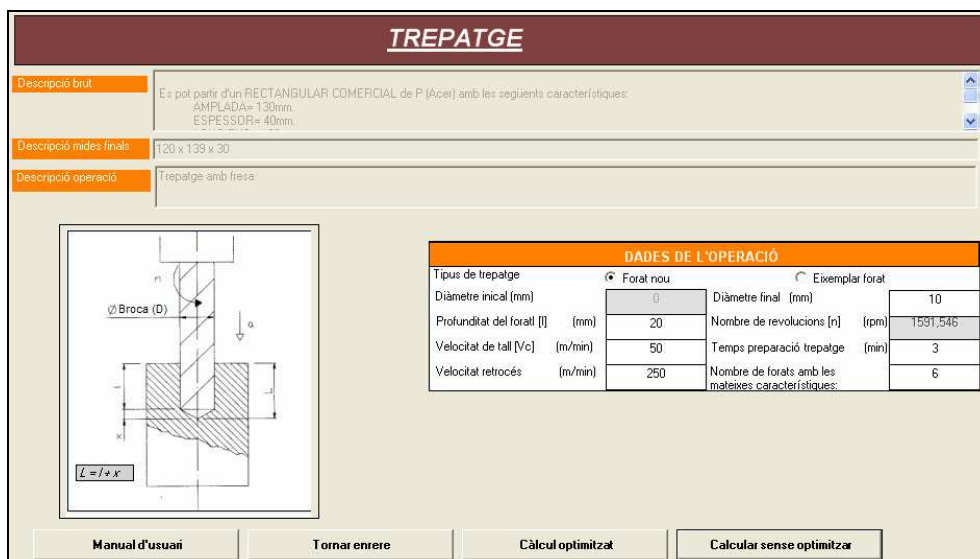 TREPATGE
Descripció brut
Es pot partir d'un RECTANGULAR COMERCIAL de P (Acer) amb les següents característiques:
AMPLADA= 130mm.
ESPESSOR= 40mm.
Descripció mides finals
120 x 139 x 30
Descripció operació
Trepatge amb fresa
n
Ø Broca (D)
a
l
L
x
L = l + x
DADES DE L'OPERACIÓ
Tipus de trepatge
Forat nou
Eixemplar forat
Diàmetre inical (mm)
0
Diàmetre final (mm)
10
Profunditat del foratl [l] (mm)
20
Nombre de revolucions [n] (rpm)
1591,546
Velocitat de tall [Vc] (m/min)
50
Temps preparació trepatge (min)
3
Velocitat retrocés (m/min)
250
Nombre de forats amb les
mateixes característiques:
6
Manual d'usuari
Tornar enrere
Càlcul optimitzat
Calcular sense optimitzar